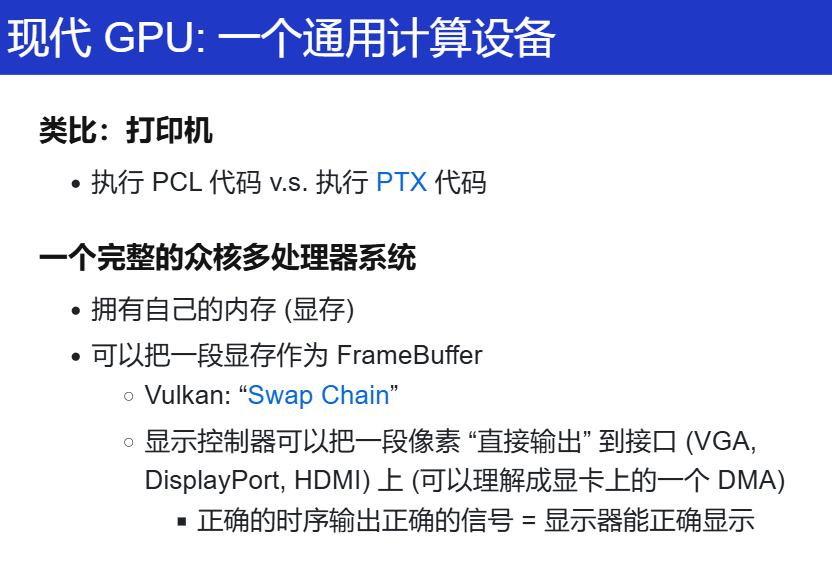 现代 GPU: 一个通用计算设备
类比：打印机
执行 PCL 代码 v.s. 执行 PTX 代码
一个完整的众核多处理器系统
拥有自己的内存 (显存)
可以把一段显存作为 FrameBuffer
Vulkan: “Swap Chain”
显示控制器可以把一段像素 “直接输出” 到接口 (VGA,
DisplayPort, HDMI) 上 (可以理解成显卡上的一个 DMA)
正确的时序输出正确的信号 = 显示器能正确显示